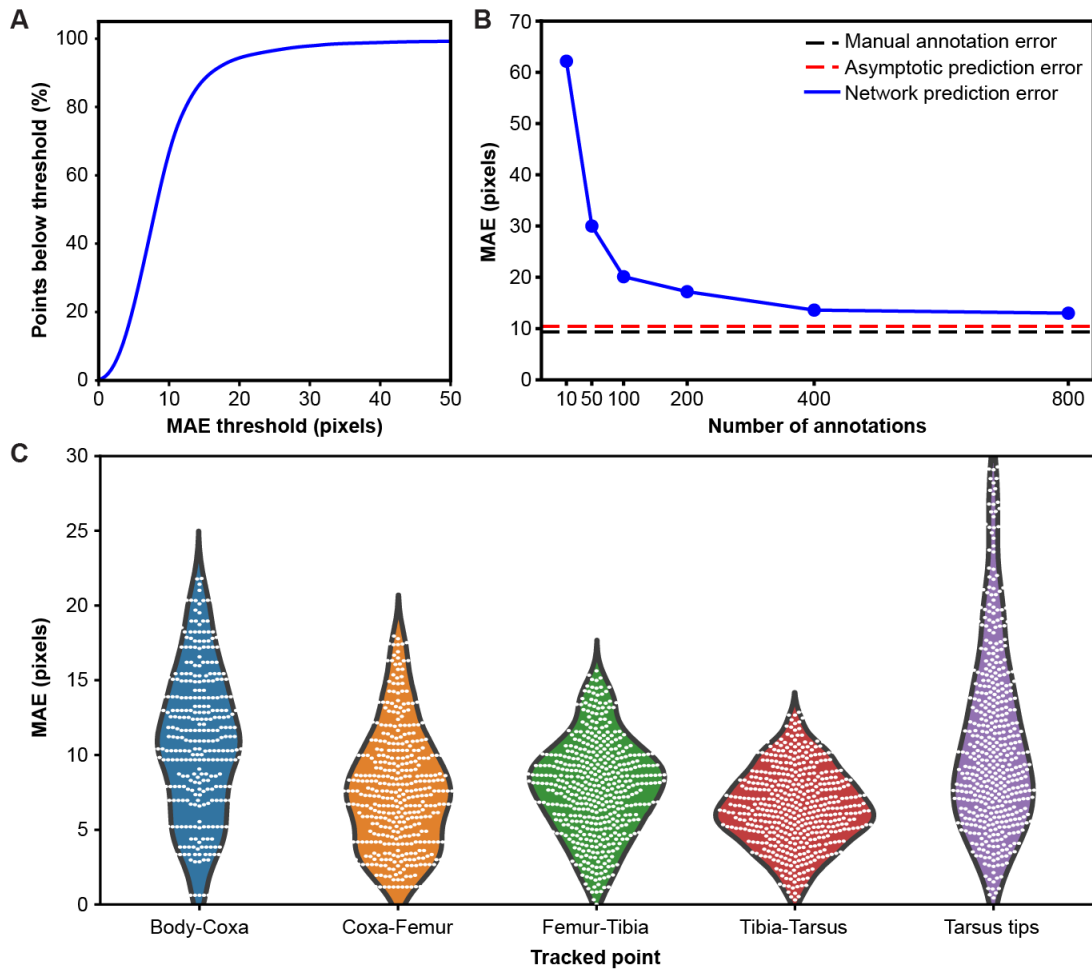 A
100
80
60
40
20
0
Points below threshold (%)
0 10 20 30 40 50
MAE threshold (pixels)
B
70
60
50
40
30
20
10
0
MAE (pixels)
Manual annotation error
Asymptotic prediction error
Network prediction error
10 50 100 200 400 800
Number of annotations
C
30
25
20
15
10
5
0
MAE (pixels)
Body-Coxa Coxa-Femur Femur-Tibia Tibia-Tarsus Tarsus tips
Tracked point